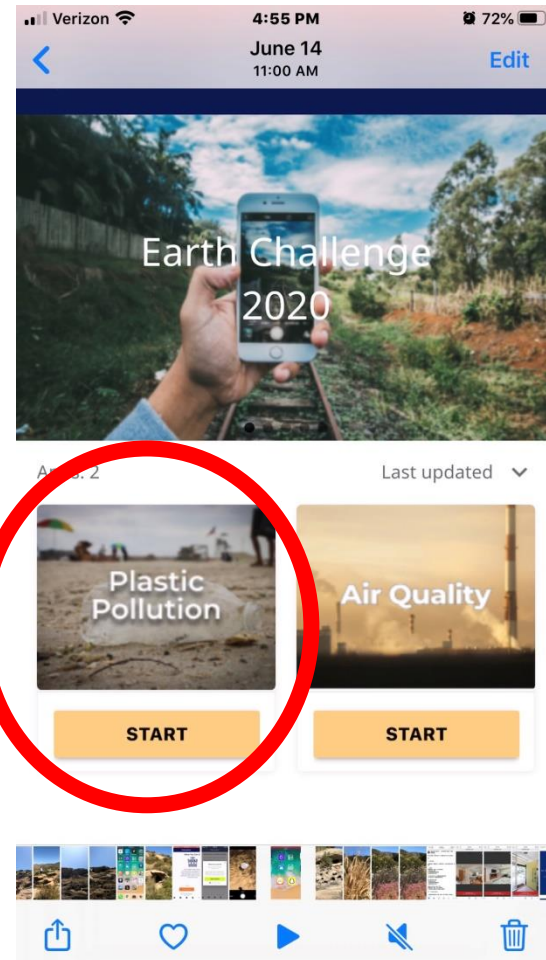 Verizon 4:55 PM 72%
June 14
11:00 AM
Edit
Earth Challenge
2020
2 Last updated
Plastic
Pollution
Air Quality
START START